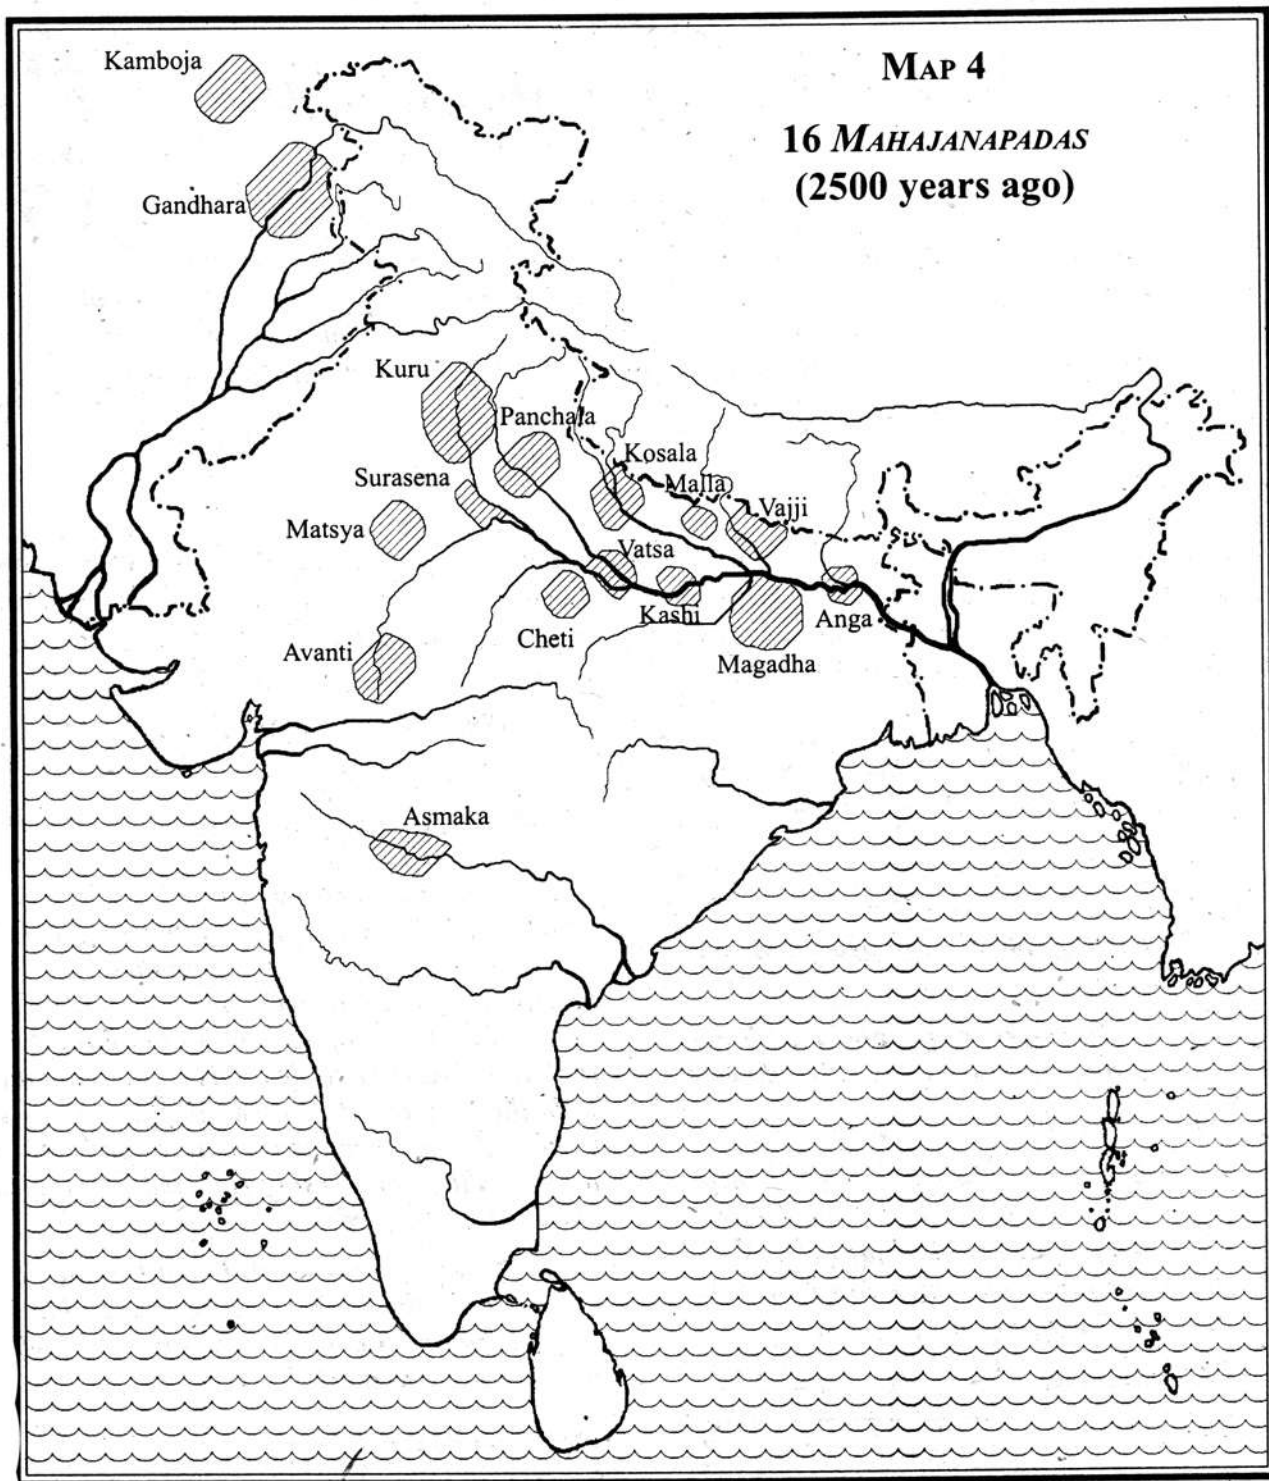 MAP 4
16 MAHAJANAPADAS
(2500 years ago)
Kamboja
Gandhara
Kuru
Panchala
Kosala
Surasena
Malla
Vajji
Matsya
Vatsa
Kashi
Anga
Cheti
Avanti
Magadha
Asmaka